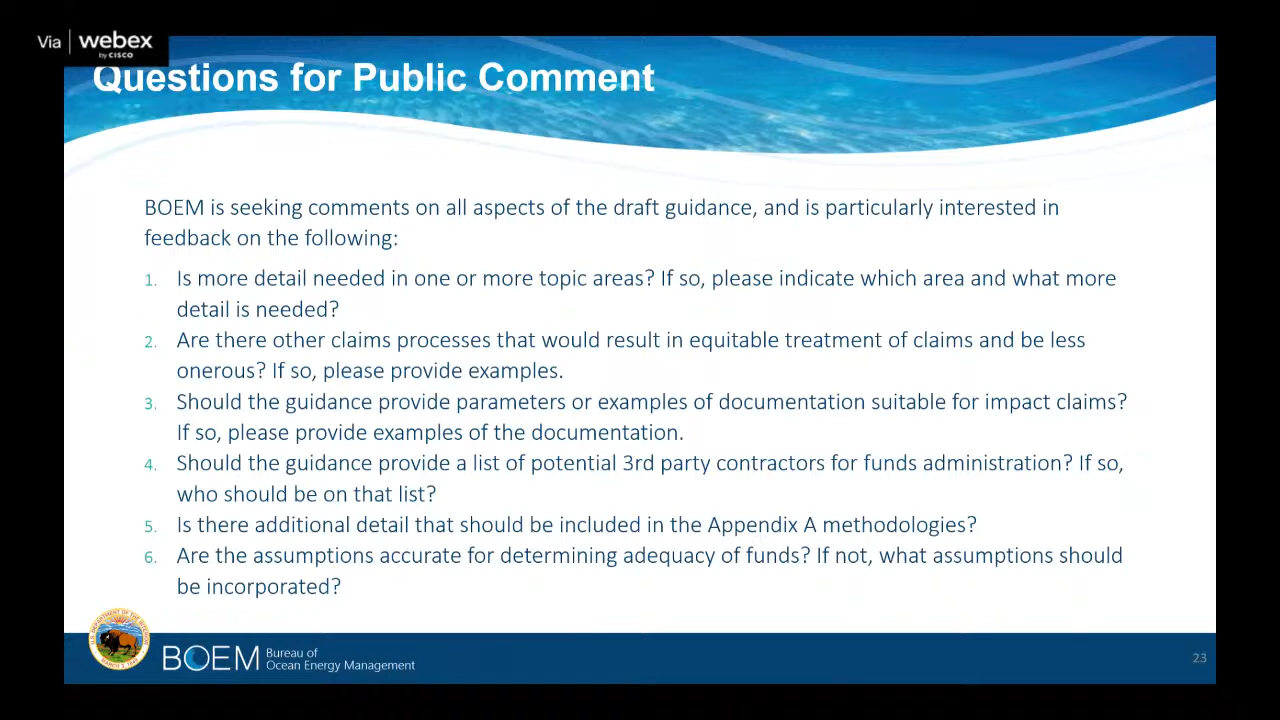 Via webex
by CISCO
Questions for Public Comment
BOEM is seeking comments on all aspects of the draft guidance, and is particularly interested in
feedback on the following:
1. Is more detail needed in one or more topic areas? If so, please indicate which area and what more
detail is needed?
2. Are there other claims processes that would result in equitable treatment of claims and be less
onerous? If so, please provide examples.
3. Should the guidance provide parameters or examples of documentation suitable for impact claims?
If so, please provide examples of the documentation.
4. Should the guidance provide a list of potential 3rd party contractors for funds administration? If so,
who should be on that list?
5. Is there additional detail that should be included in the Appendix A methodologies?
6. Are the assumptions accurate for determining adequacy of funds? If not, what assumptions should
be incorporated?
U.S. DEPARTMENT OF THE INTERIOR
MARCH 3, 1849
BOEM
Bureau of
Ocean Energy Management
23